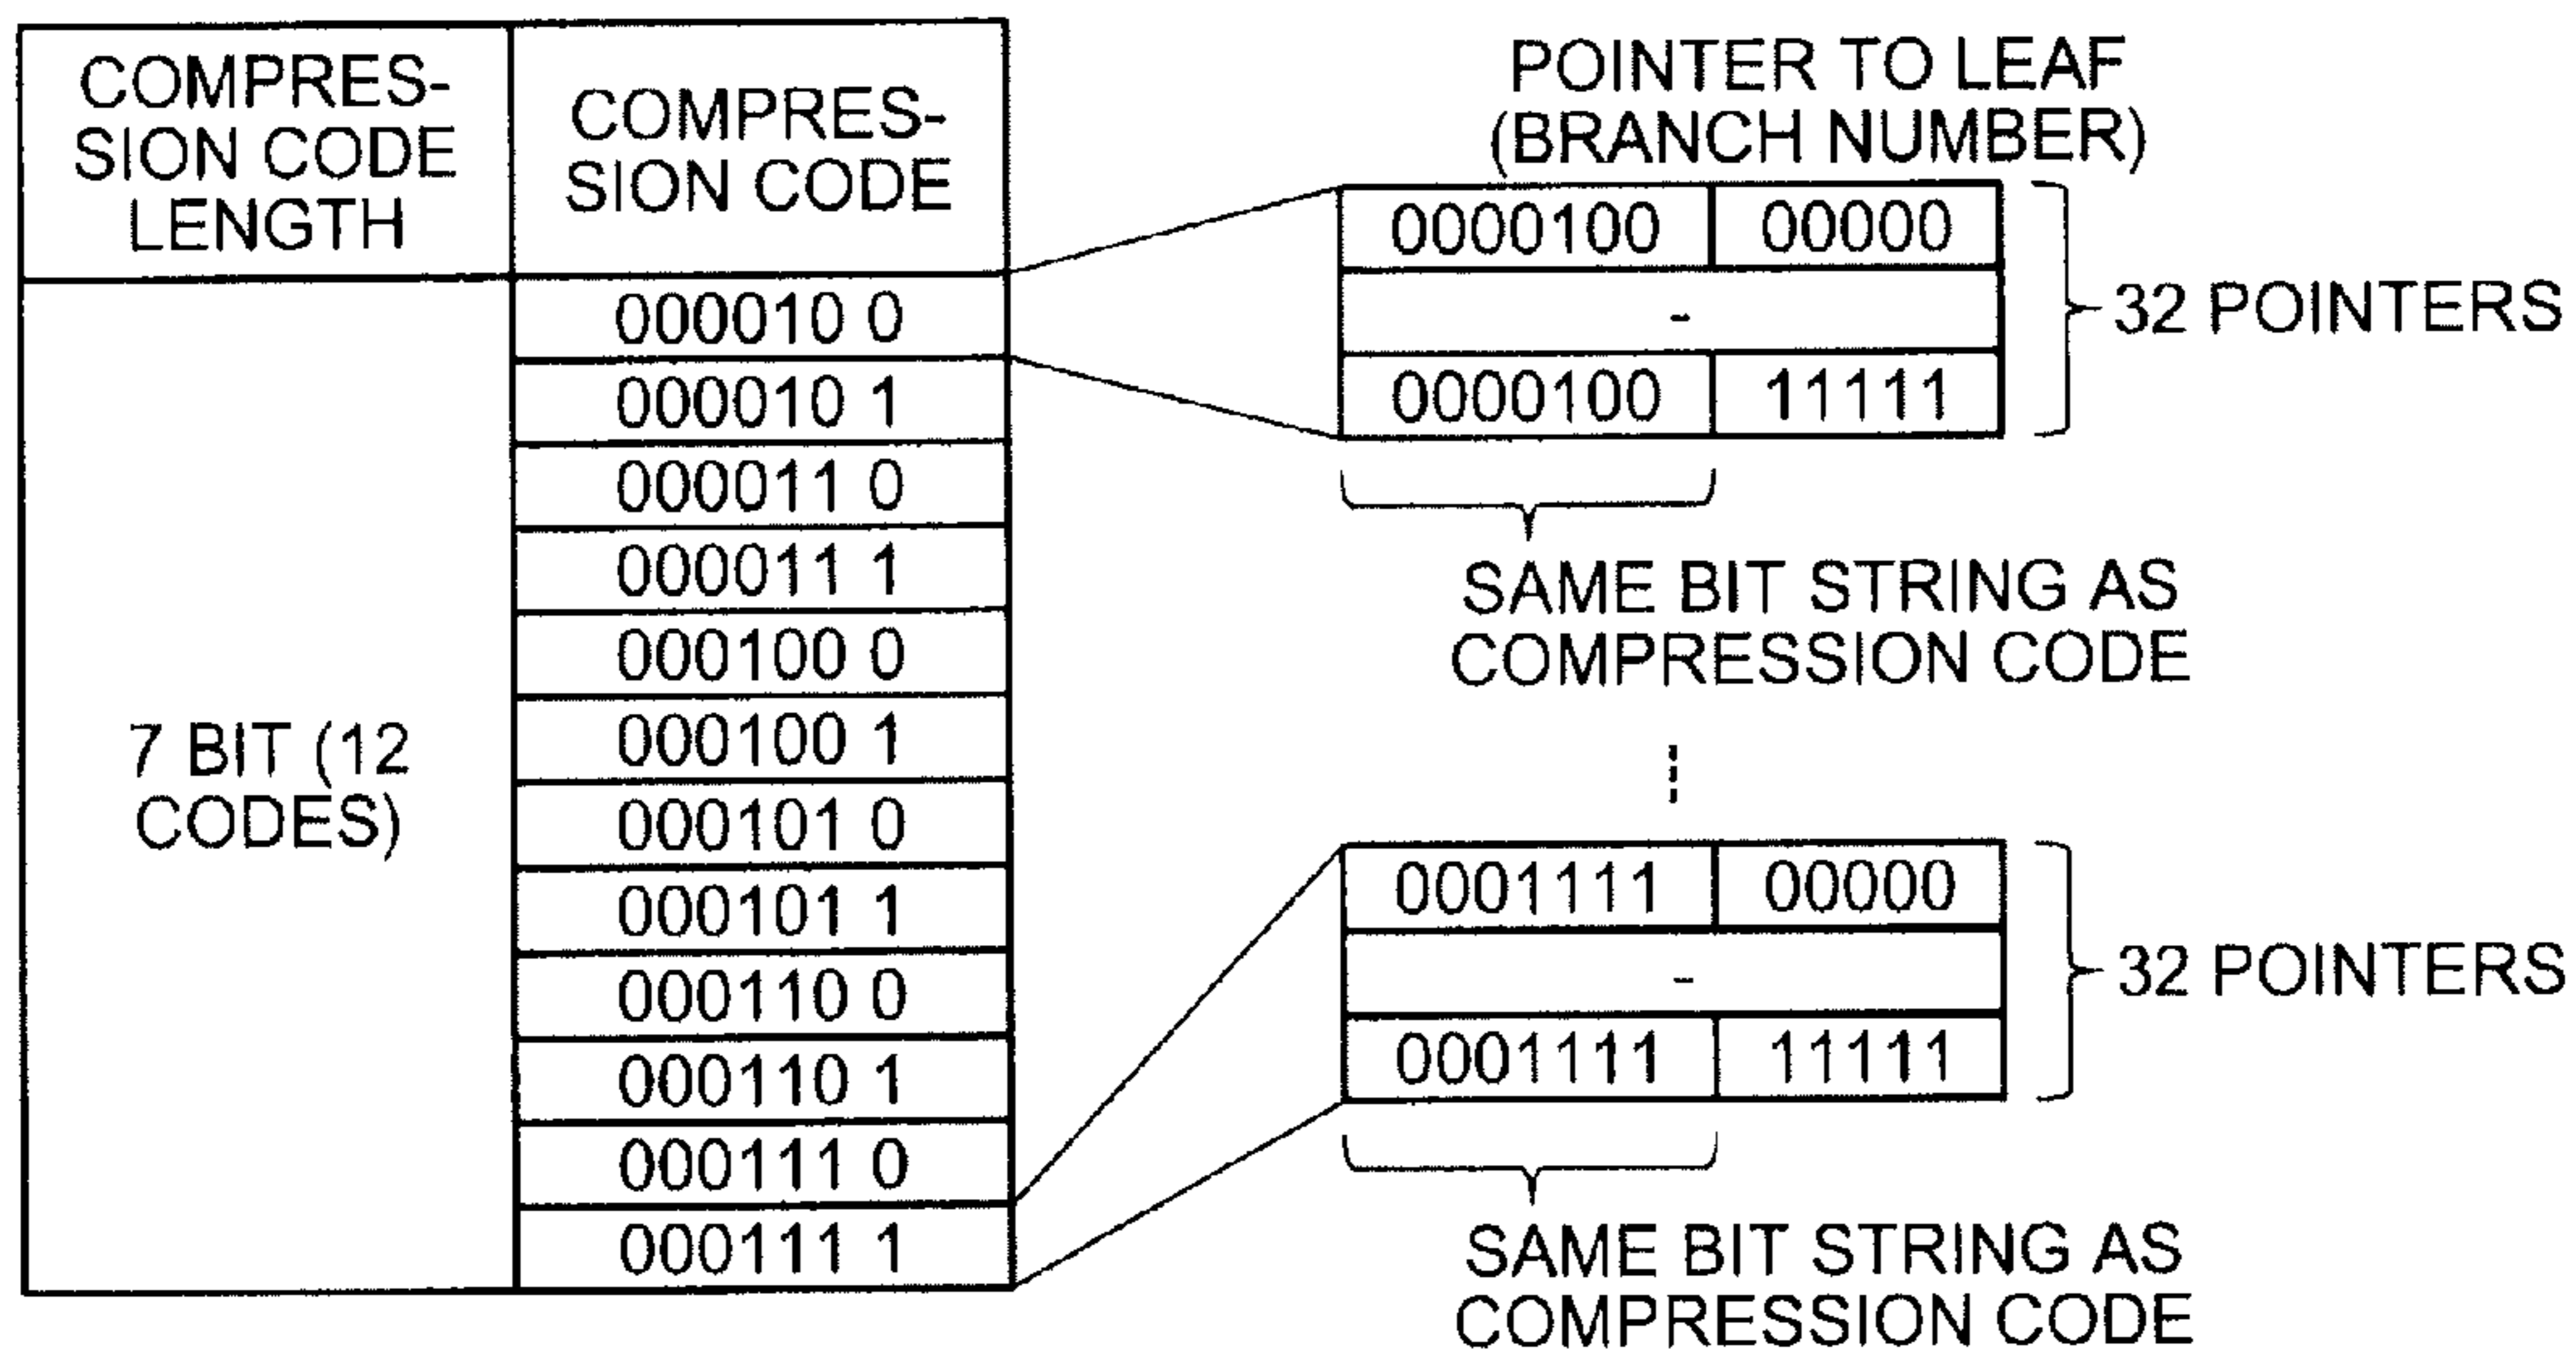 COMPRES-
SION CODE
LENGTH
COMPRES-
SION CODE
7 BIT (12
CODES)
000010 0
000010 1
000011 0
000011 1
000100 0
000100 1
000101 0
000101 1
000110 0
000110 1
000111 0
000111 1
POINTER TO LEAF
(BRANCH NUMBER)
0000100 00000
-
0000100 11111
32 POINTERS
SAME BIT STRING AS
COMPRESSION CODE
0001111 00000
-
0001111 11111
32 POINTERS
SAME BIT STRING AS
COMPRESSION CODE